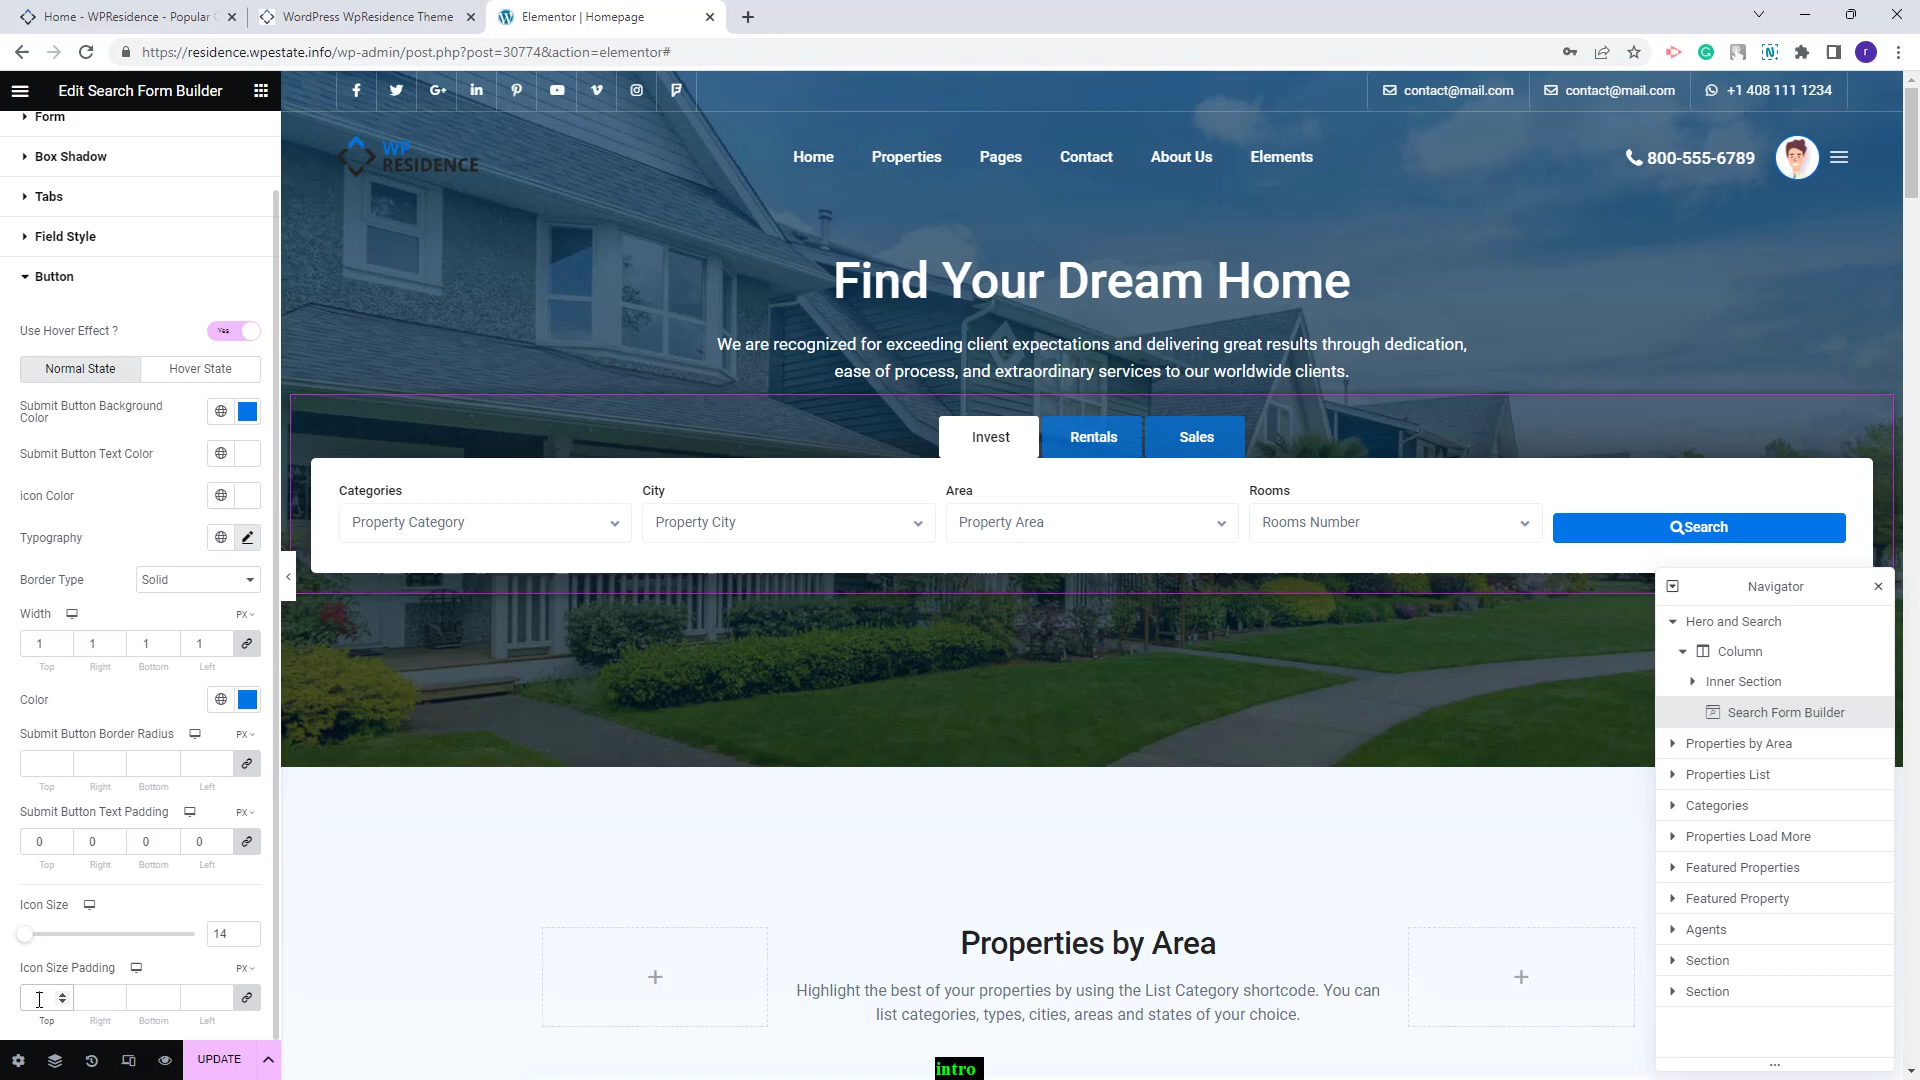 Home - WPResidence - Popular
WordPress WpResidence Theme
Elementor | Homepage
https://residence.wpestate.info/wp-admin/post.php?post=30774&action=elementor#
r
Edit Search Form Builder
Form
Box Shadow
Tabs
Field Style
Button
Use Hover Effect ?
Yes
Normal State
Hover State
Submit Button Background
Color
Submit Button Text Color
icon Color
Typography
Border Type
Solid
Width
PX
1 1 1 1
Top Right Bottom Left
Color
Submit Button Border Radius
PX
Top Right Bottom Left
Submit Button Text Padding
PX
0 0 0 0
Top Right Bottom Left
Icon Size
14
Icon Size Padding
PX
Top Right Bottom Left
UPDATE
contact@mail.com
contact@mail.com
+1 408 111 1234
WP
RESIDENCE
Home
Properties
Pages
Contact
About Us
Elements
800-555-6789
Find Your Dream Home
We are recognized for exceeding client expectations and delivering great results through dedication,
ease of process, and extraordinary services to our worldwide clients.
Invest
Rentals
Sales
Categories
City
Area
Rooms
Property Category
Property City
Property Area
Rooms Number
Search
Properties by Area
Highlight the best of your properties by using the List Category shortcode. You can
list categories, types, cities, areas and states of your choice.
intro
Navigator
Hero and Search
Column
Inner Section
Search Form Builder
Properties by Area
Properties List
Categories
Properties Load More
Featured Properties
Featured Property
Agents
Section
Section